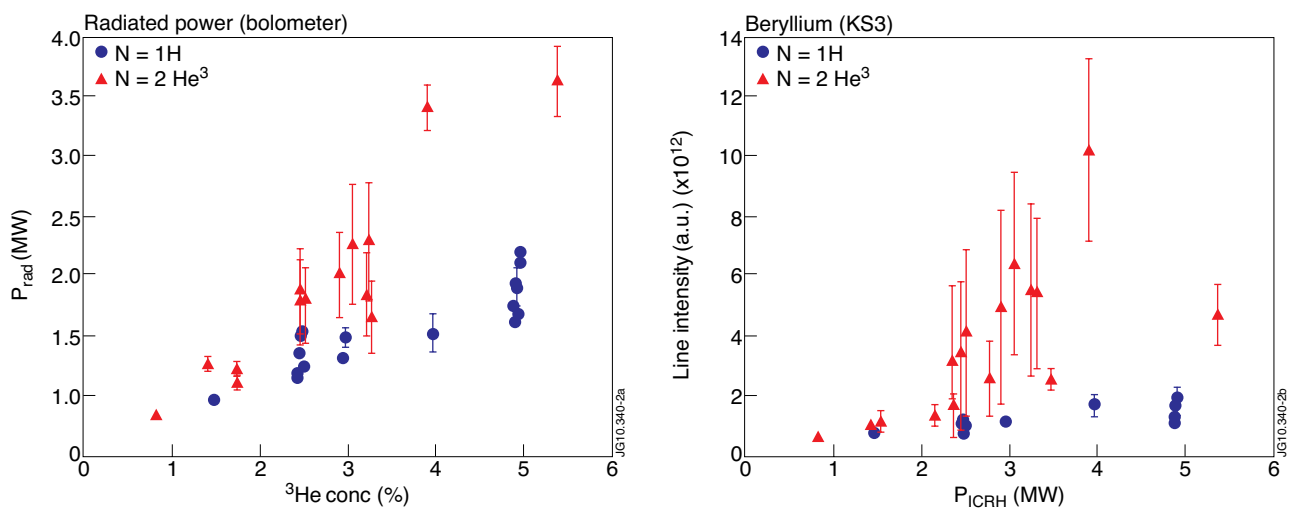 Radiated power (bolometer)
4.0
3.5
3.0
2.5
2.0
1.5
1.0
0
P_rad (MW)
N = 1H
N = 2 He³
0 1 2 3 4 5 6
³He conc (%)
JG10.340-2a
Beryllium (KS3)
14
12
10
8
6
4
2
0
Line intensity (a.u.) (x10¹²)
N = 1H
N = 2 He³
0 1 2 3 4 5 6
P_ICRH (MW)
JG10.340-2b